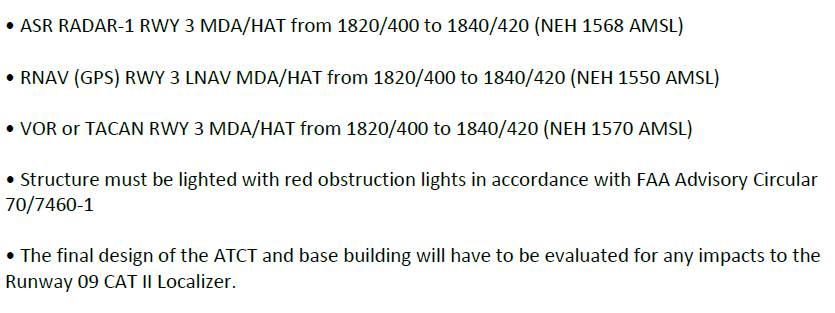 • ASR RADAR-1 RWY 3 MDA/HAT from 1820/400 to 1840/420 (NEH 1568 AMSL)
• RNAV (GPS) RWY 3 LNAV MDA/HAT from 1820/400 to 1840/420 (NEH 1550 AMSL)
• VOR or TACAN RWY 3 MDA/HAT from 1820/400 to 1840/420 (NEH 1570 AMSL)
• Structure must be lighted with red obstruction lights in accordance with FAA Advisory Circular
70/7460-1
• The final design of the ATCT and base building will have to be evaluated for any impacts to the
Runway 09 CAT II Localizer.